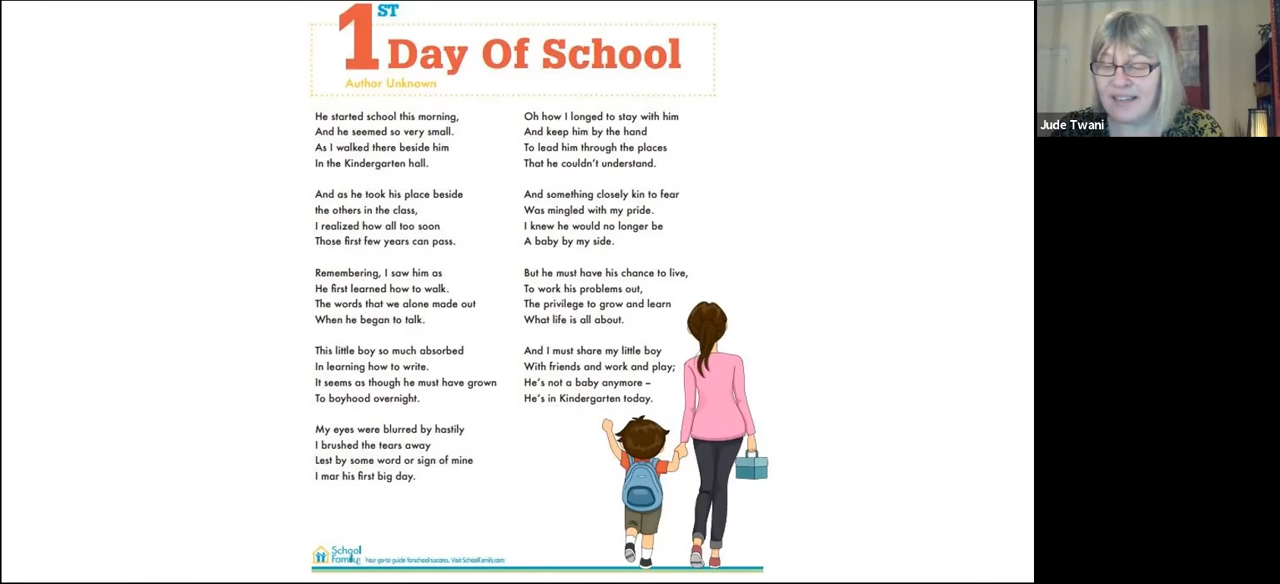 1ST Day Of School
Author Unknown
He started school this morning,
And he seemed so very small.
As I walked there beside him
In the Kindergarten hall.
And as he took his place beside
the others in the class,
I realized how all too soon
Those first few years can pass.
Remembering, I saw him as
He first learned how to walk.
The words that we alone made out
When he began to talk.
This little boy so much absorbed
In learning how to write.
It seems as though he must have grown
To boyhood overnight.
My eyes were blurred by hastily
I brushed the tears away
Lest by some word or sign of mine
I mar his first big day.
Oh how I longed to stay with him
And keep him by the hand
To lead him through the places
That he couldn't understand.
And something closely kin to fear
Was mingled with my pride.
I knew he would no longer be
A baby by my side.
But he must have his chance to live,
To work his problems out,
The privilege to grow and learn
What life is all about.
And I must share my little boy
With friends and work and play;
He's not a baby anymore –
He's in Kindergarten today.
School
Family
Your go-to guide for school success. Visit SchoolFamily.com
Jude Twani